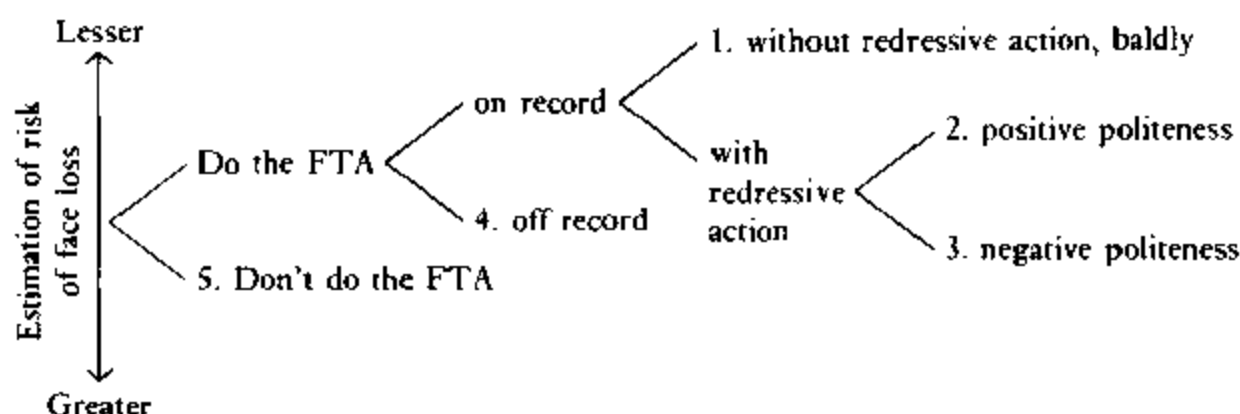 Lesser
Estimation of risk
of face loss
Greater
Do the FTA
5. Don't do the FTA
on record
4. off record
1. without redressive action, baldly
with
redressive
action
2. positive politeness
3. negative politeness